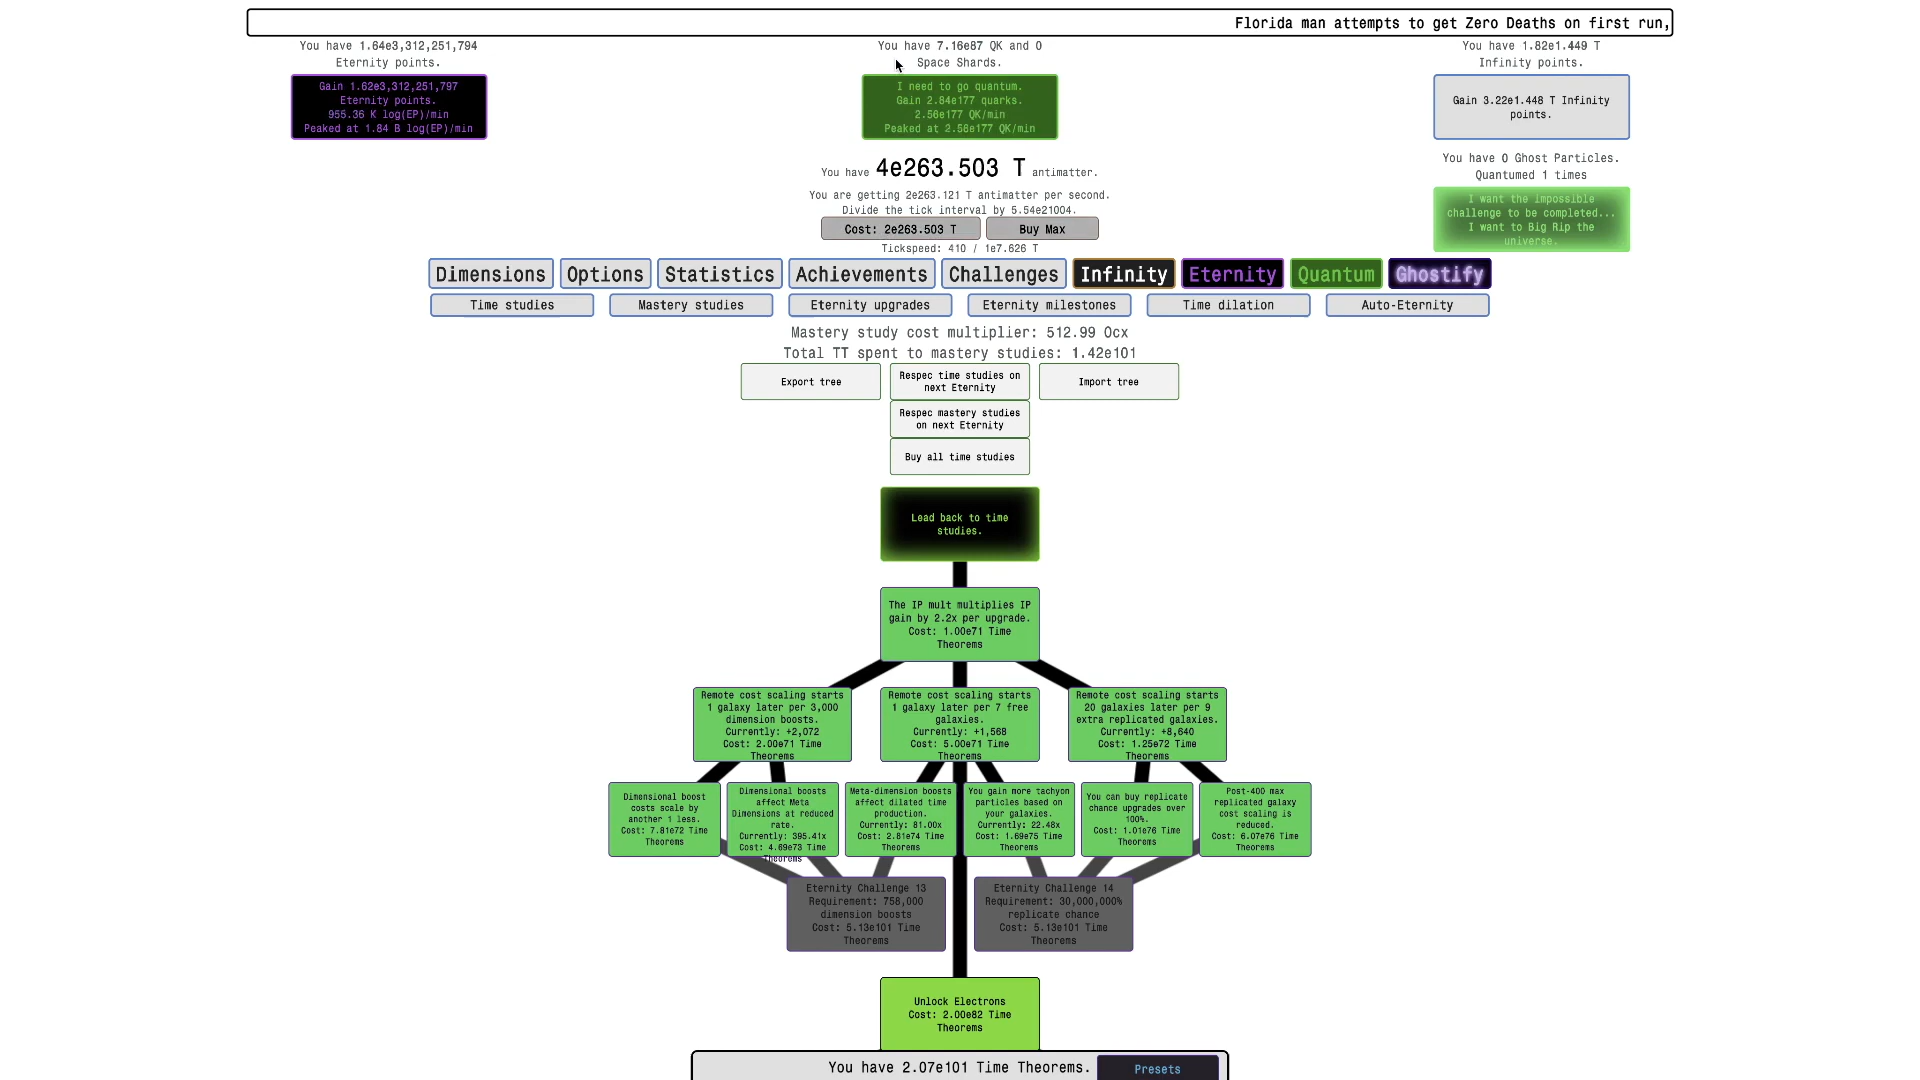 Florida man attempts to get Zero Deaths on first run,
You have 1.64e3,312,251,794
Eternity points.
Gain 1.62e3,312,251,797
Eternity points.
955.36 K log(EP)/min
Peaked at 1.84 B log(EP)/min
You have 7.16e87 QK and 0
Space Shards.
I need to go quantum.
Gain 2.84e177 quarks.
2.56e177 QK/min
Peaked at 2.56e177 QK/min
You have 1.82e1.449 T
Infinity points.
Gain 3.22e1.448 T Infinity
points.
You have 0 Ghost Particles.
Quantumed 1 times
I want the impossible
challenge to be completed...
I want to Big Rip the
universe.
You have 4e263.503 T antimatter.
You are getting 2e263.121 T antimatter per second.
Divide the tick interval by 5.54e21004.
Cost: 2e263.503 T
Buy Max
Tickspeed: 410 / 1e7.626 T
Dimensions
Options
Statistics
Achievements
Challenges
Infinity
Eternity
Quantum
Ghostify
Time studies
Mastery studies
Eternity upgrades
Eternity milestones
Time dilation
Auto-Eternity
Mastery study cost multiplier: 512.99 Ocx
Total TT spent to mastery studies: 1.42e101
Export tree
Respec time studies on
next Eternity
Import tree
Respec mastery studies
on next Eternity
Buy all time studies
Lead back to time
studies.
The IP mult multiplies IP
gain by 2.2x per upgrade.
Cost: 1.00e71 Time
Theorems
Remote cost scaling starts
1 galaxy later per 3,000
dimension boosts.
Currently: +2,072
Cost: 2.00e71 Time
Theorems
Remote cost scaling starts
1 galaxy later per 7 free
galaxies.
Currently: +1,568
Cost: 5.00e71 Time
Theorems
Remote cost scaling starts
20 galaxies later per 9
extra replicated galaxies.
Currently: +8,640
Cost: 1.25e72 Time
Theorems
Dimensional boost
costs scale by
another 1 less.
Cost: 7.81e72 Time
Theorems
Dimensional boosts
affect Meta
Dimensions at reduced
rate.
Currently: 395.41x
Cost: 4.69e73 Time
Theorems
Meta-dimension boosts
affect dilated time
production.
Currently: 81.00x
Cost: 2.81e74 Time
Theorems
You gain more tachyon
particles based on
your galaxies.
Currently: 22.48x
Cost: 1.69e75 Time
Theorems
You can buy replicate
chance upgrades over
100%.
Cost: 1.01e76 Time
Theorems
Post-400 max
replicated galaxy
cost scaling is
reduced.
Cost: 6.07e76 Time
Theorems
Eternity Challenge 13
Requirement: 758,000
dimension boosts
Cost: 5.13e101 Time
Theorems
Eternity Challenge 14
Requirement: 30,000,000%
replicate chance
Cost: 5.13e101 Time
Theorems
Unlock Electrons
Cost: 2.00e82 Time
Theorems
You have 2.07e101 Time Theorems.
Presets